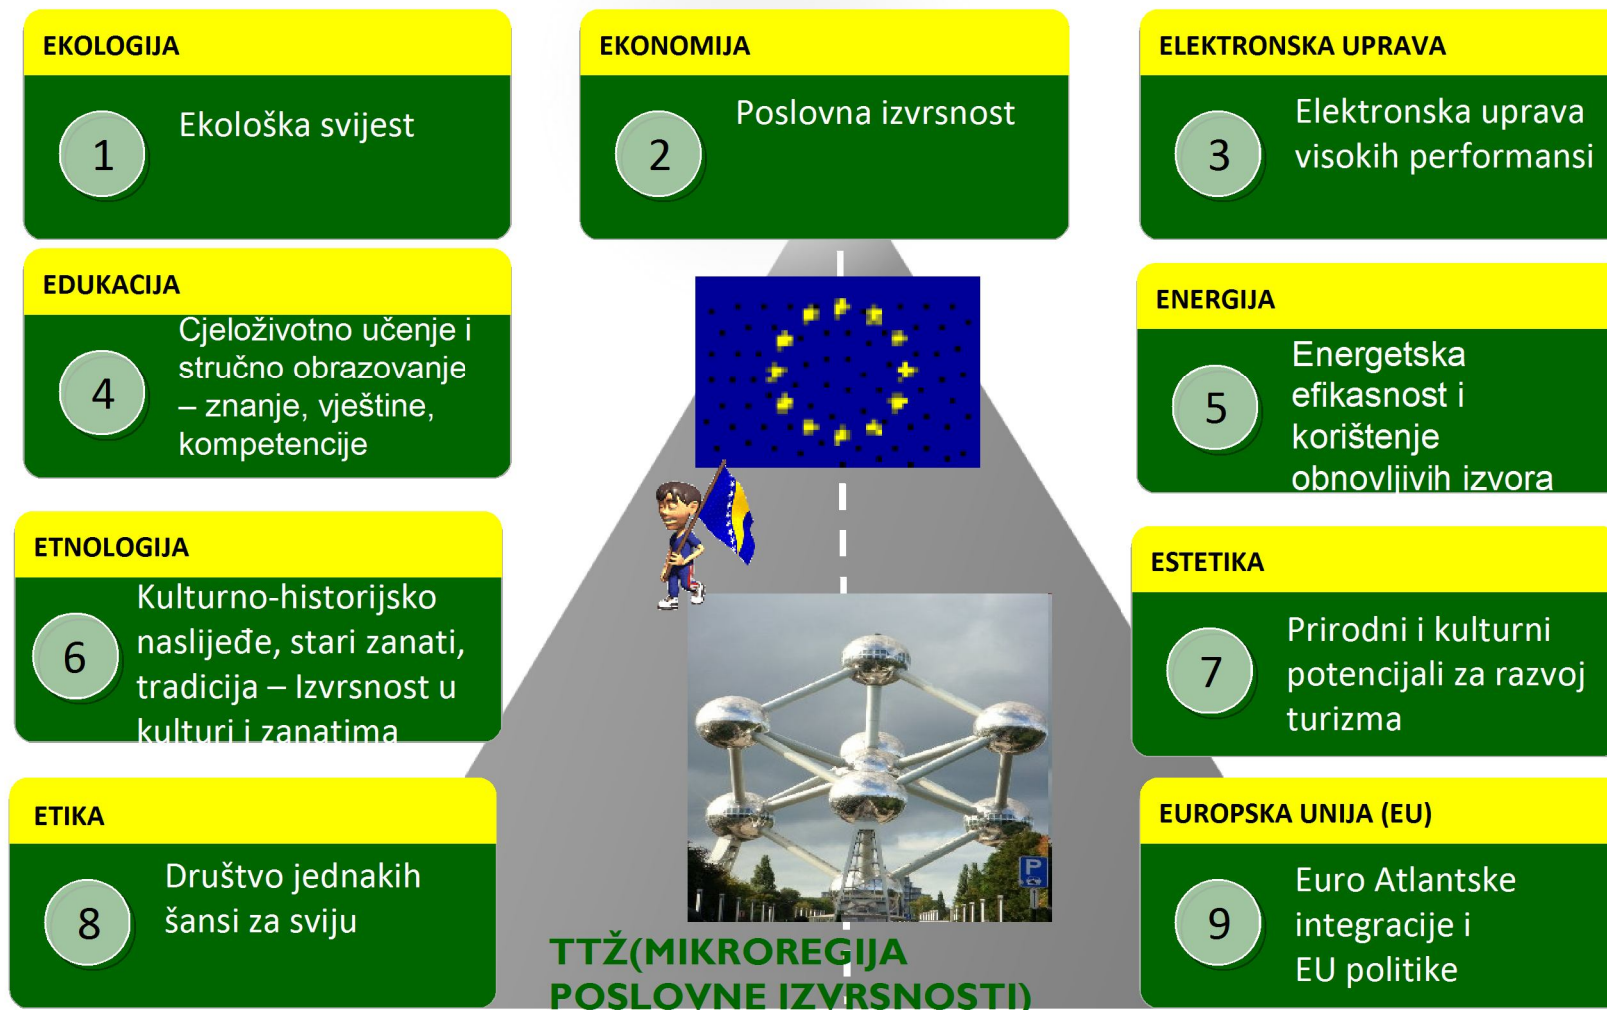 EKOLOGIJA
1
Ekološka svijest
EKONOMIJA
2
Poslovna izvrsnost
ELEKTRONSKA UPRAVA
3
Elektronska uprava
visokih performansi
EDUKACIJA
4
Cjeloživotno učenje i
stručno obrazovanje
– znanje, vještine,
kompetencije
ENERGIJA
5
Energetska
efikasnost i
korištenje
obnovljivih izvora
ETNOLOGIJA
6
Kulturno-historijsko
naslijeđe, stari zanati,
tradicija – Izvrsnost u
kulturi i zanatima
ESTETIKA
7
Prirodni i kulturni
potencijali za razvoj
turizma
ETIKA
8
Društvo jednakih
šansi za sviju
EUROPSKA UNIJA (EU)
9
Euro Atlantske
integracije i
EU politike
P
TTŽ(MIKROREGIJA
POSLOVNE IZVRSNOSTI)